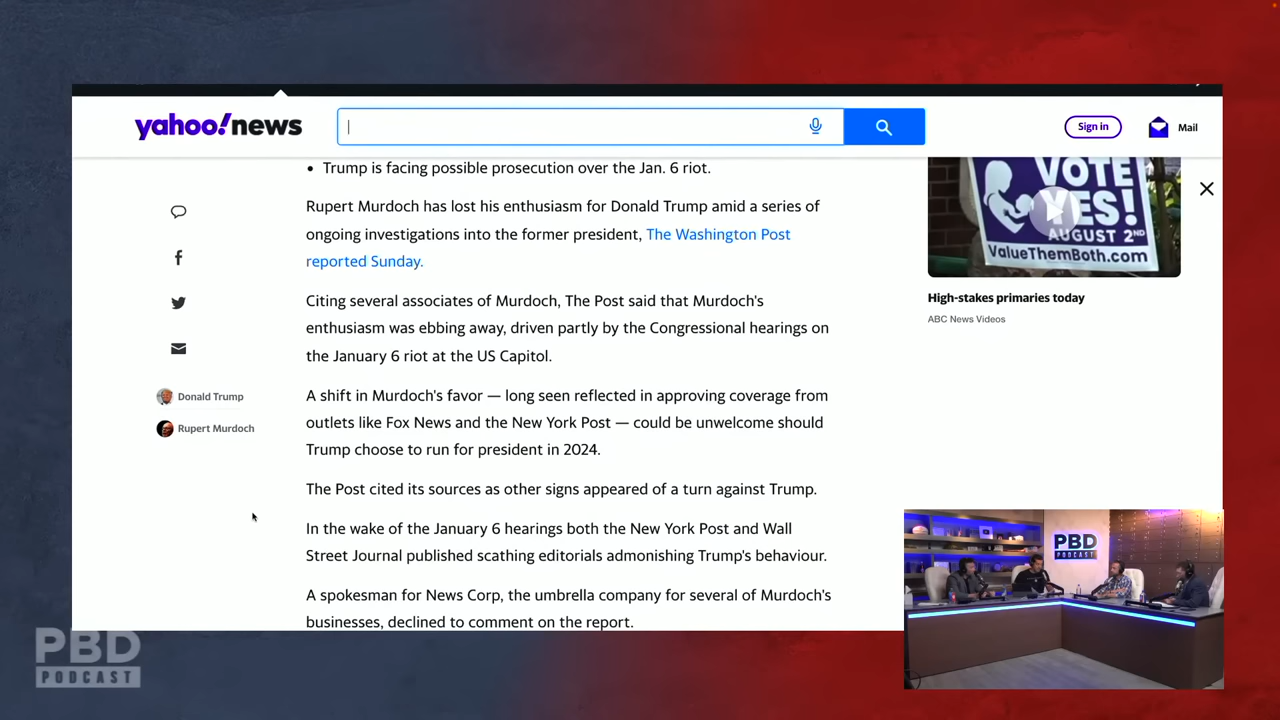 yahoo!news
Sign in
Mail
• Trump is facing possible prosecution over the Jan. 6 riot.
Rupert Murdoch has lost his enthusiasm for Donald Trump amid a series of
ongoing investigations into the former president, The Washington Post
reported Sunday.
Citing several associates of Murdoch, The Post said that Murdoch's
enthusiasm was ebbing away, driven partly by the Congressional hearings on
the January 6 riot at the US Capitol.
Donald Trump
Rupert Murdoch
A shift in Murdoch's favor — long seen reflected in approving coverage from
outlets like Fox News and the New York Post — could be unwelcome should
Trump choose to run for president in 2024.
The Post cited its sources as other signs appeared of a turn against Trump.
In the wake of the January 6 hearings both the New York Post and Wall
Street Journal published scathing editorials admonishing Trump's behaviour.
A spokesman for News Corp, the umbrella company for several of Murdoch's
businesses, declined to comment on the report.
VOTE
YES!
AUGUST 2ND
ValueThemBoth.com
High-stakes primaries today
ABC News Videos
PBD
PODCAST
PBD
PODCAST